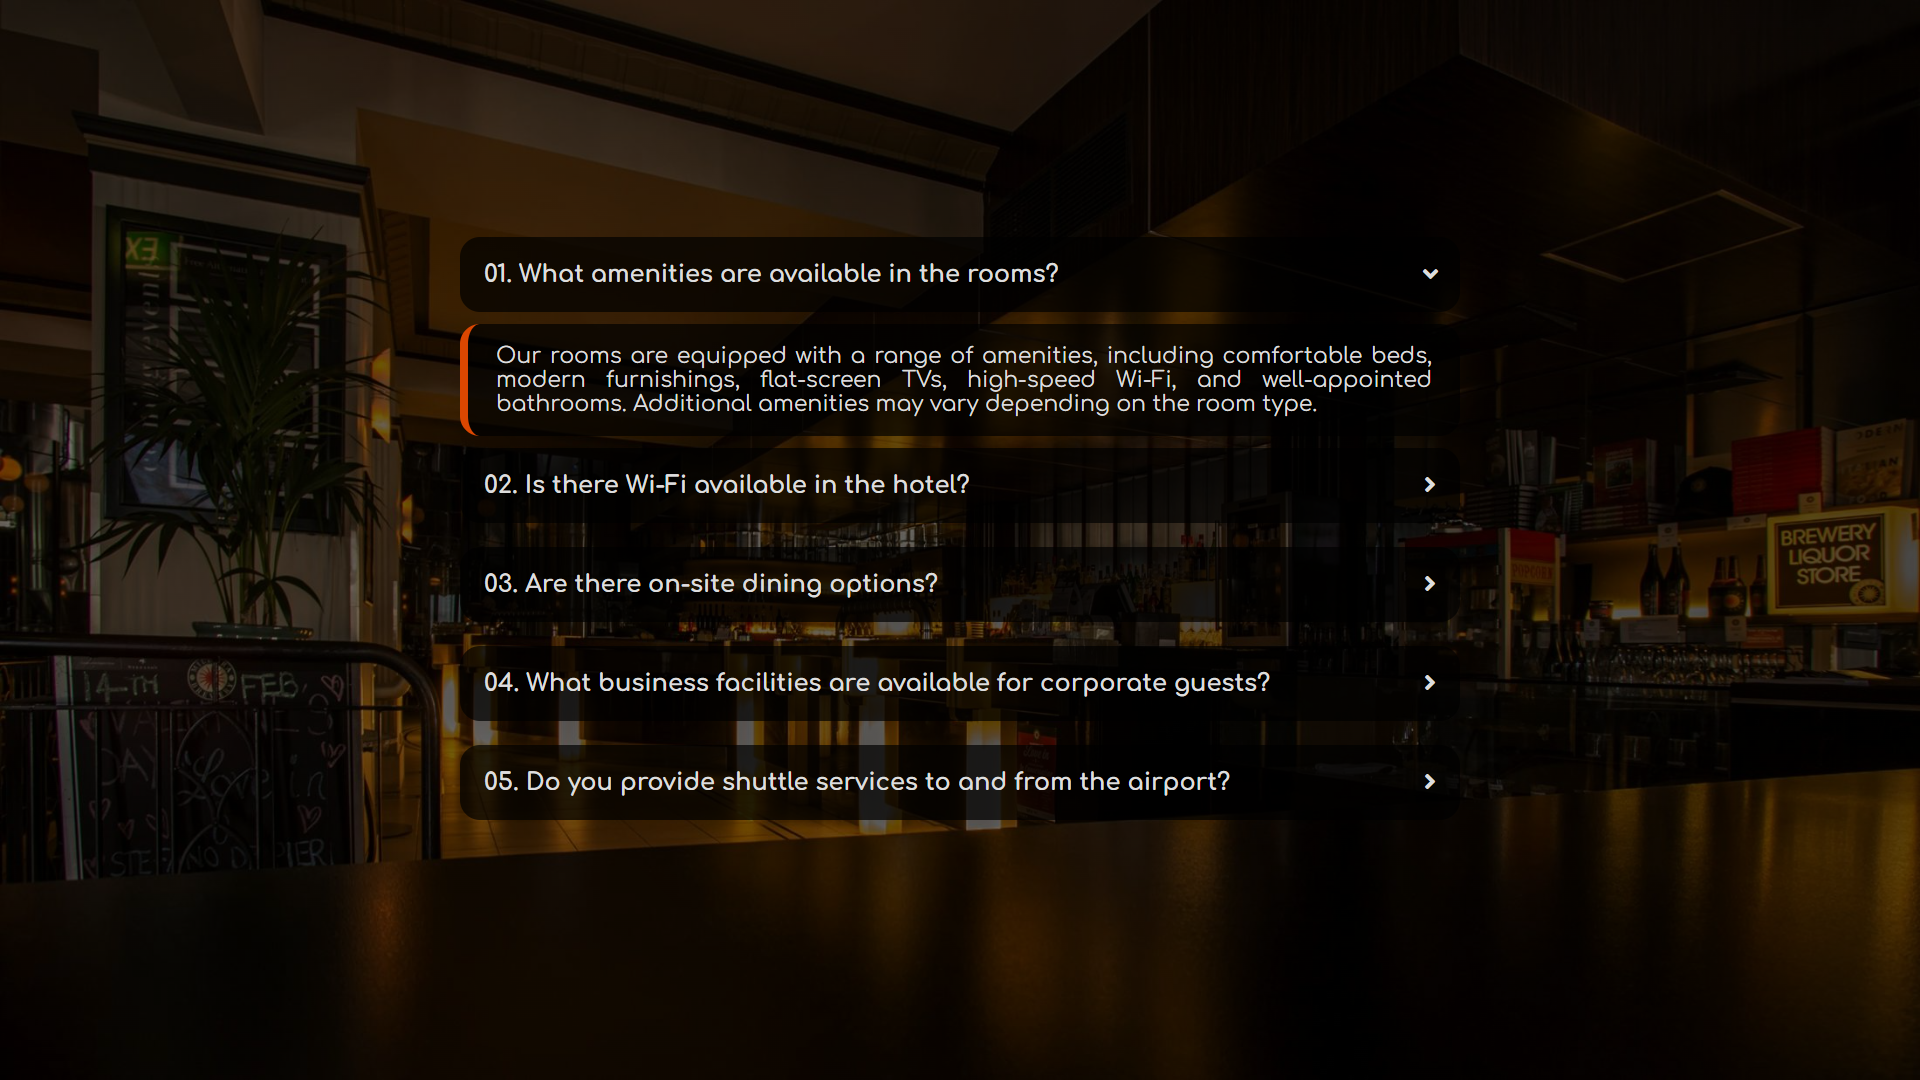 01. What amenities are available in the rooms?
Our rooms are equipped with a range of amenities, including comfortable beds,
modern furnishings, flat-screen TVs, high-speed Wi-Fi, and well-appointed
bathrooms. Additional amenities may vary depending on the room type.
02. Is there Wi-Fi available in the hotel?
03. Are there on-site dining options?
04. What business facilities are available for corporate guests?
05. Do you provide shuttle services to and from the airport?
BREWERY
LIQUOR
STORE
14TH FEB
DAY